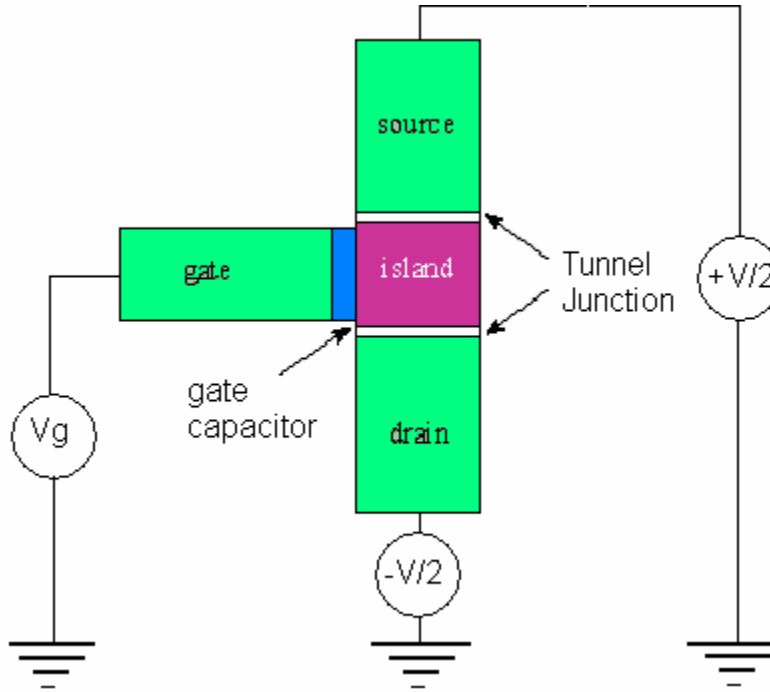 source
gate
island
Tunnel
Junction
+V/2
gate
capacitor
Vg
drain
-V/2